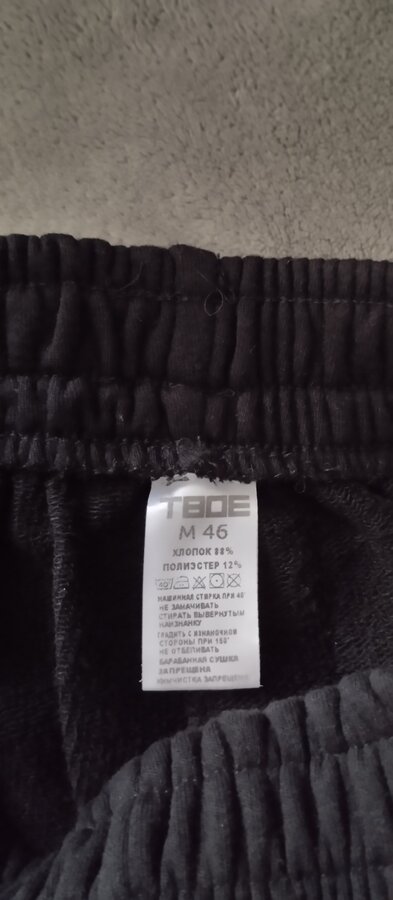 ТВОЕ
М 46
ХЛОПОК 88%
ПОЛИЭСТЕР 12%
40°
МАШИННАЯ СТИРКА ПРИ 40°
НЕ ЗАМАЧИВАТЬ
СТИРАТЬ ВЫВЕРНУТЫМ
НАИЗНАНКУ
ГЛАДИТЬ С ИЗНАНОЧНОЙ
СТОРОНЫ ПРИ 150°
НЕ ОТБЕЛИВАТЬ
БАРАБАННАЯ СУШКА
ЗАПРЕЩЕНА
ХИМЧИСТКА ЗАПРЕЩЕНА